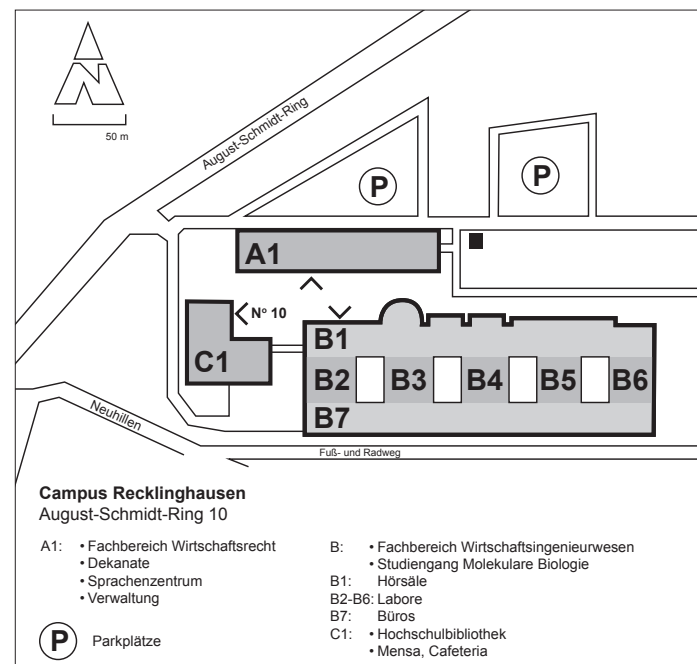 N
50 m
August-Schmidt-Ring
P
P
A1
Nº 10
C1
B1
B2 B3 B4 B5 B6
B7
Neuhillen
Fuß- und Radweg
Campus Recklinghausen
August-Schmidt-Ring 10
A1: • Fachbereich Wirtschaftsrecht
• Dekanate
• Sprachenzentrum
• Verwaltung
P Parkplätze
B: • Fachbereich Wirtschaftsingenieurwesen
• Studiengang Molekulare Biologie
B1: Hörsäle
B2-B6: Labore
B7: Büros
C1: • Hochschulbibliothek
• Mensa, Cafeteria